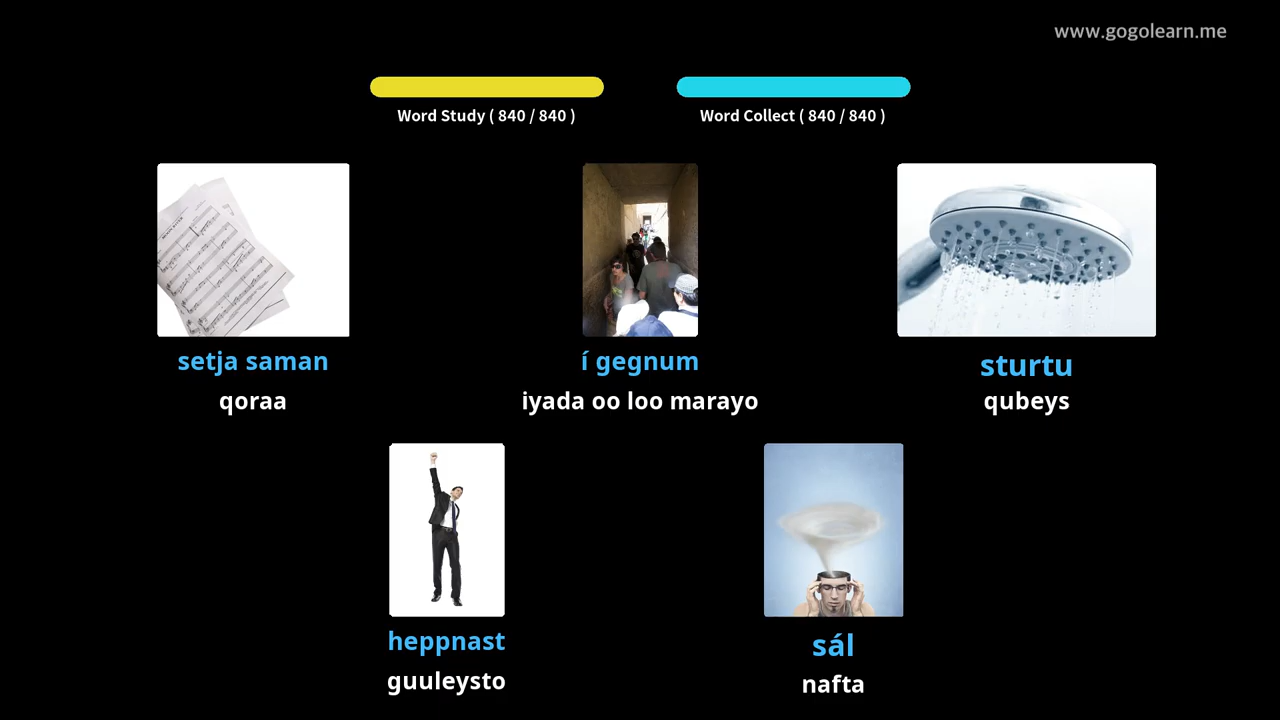 www.gogolearn.me
Word Study ( 840 / 840 )
Word Collect ( 840 / 840 )
setja saman
qoraa
í gegnum
iyada oo loo marayo
sturtu
qubeys
heppnast
guuleysto
sál
nafta